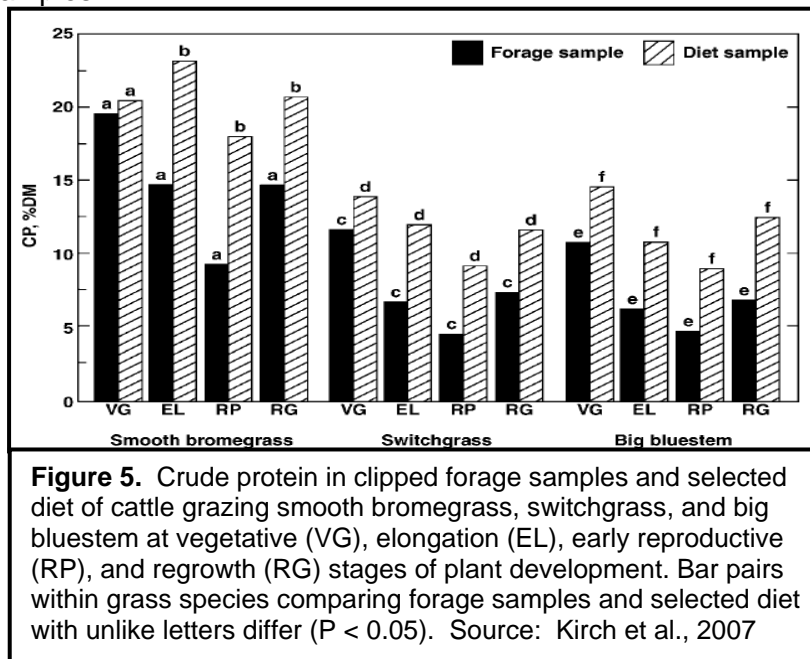 25
20
15
10
5
0
CP, %DM
Forage sample Diet sample
a a a b a b a b
c d c d c d c d
e f e f e f e f
VG EL RP RG VG EL RP RG VG EL RP RG
Smooth bromegrass Switchgrass Big bluestem
Figure 5. Crude protein in clipped forage samples and selected
diet of cattle grazing smooth bromegrass, switchgrass, and big
bluestem at vegetative (VG), elongation (EL), early reproductive
(RP), and regrowth (RG) stages of plant development. Bar pairs
within grass species comparing forage samples and selected diet
with unlike letters differ (P < 0.05). Source: Kirch et al., 2007